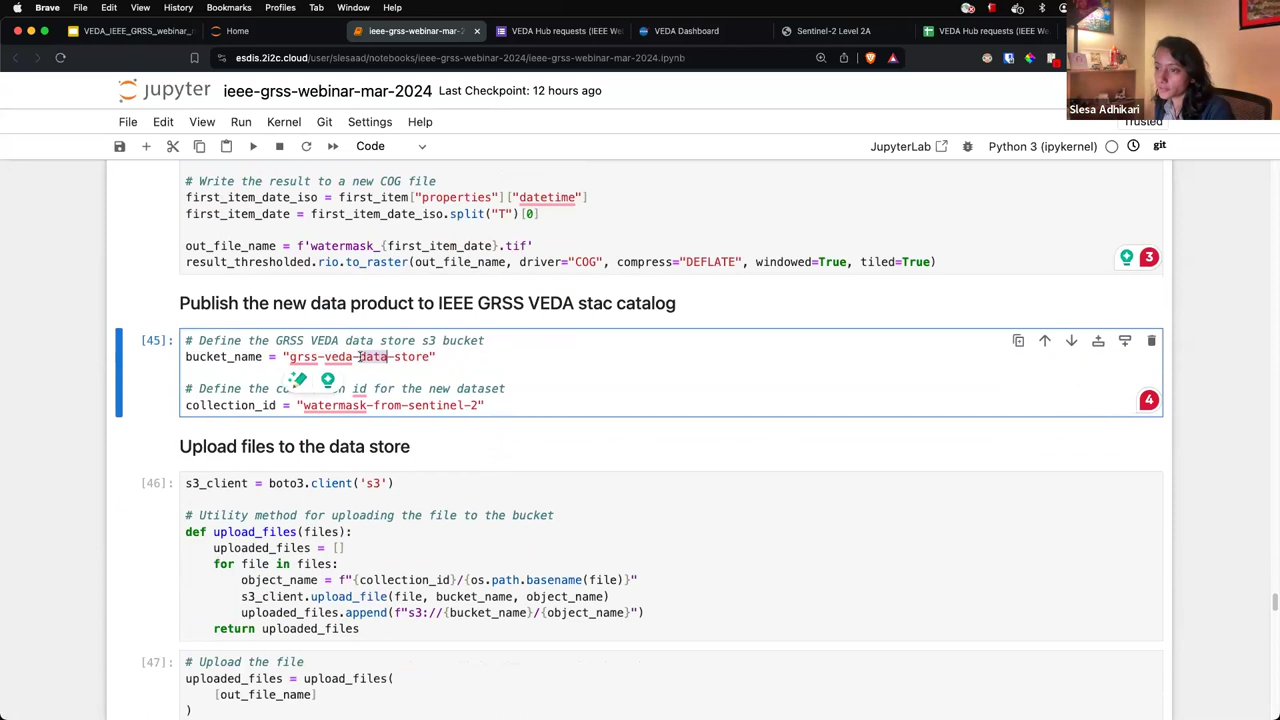 Brave File Edit View History Bookmarks Profiles Tab Window Help
VEDA_IEEE_GRSS_webinar_
Home
ieee-grss-webinar-mar-2
VEDA Hub requests (IEEE We
VEDA Dashboard
Sentinel-2 Level 2A
VEDA Hub requests (IEEE W
esdis.2i2c.cloud/user/slesaad/notebooks/ieee-grss-webinar-2024/ieee-grss-webinar-mar-2024.ipynb
Slesa Adhikari
jupyter ieee-grss-webinar-mar-2024 Last Checkpoint: 12 hours ago
Trusted
File Edit View Run Kernel Git Settings Help
Code JupyterLab Python 3 (ipykernel) git
# Write the result to a new COG file
first_item_date_iso = first_item["properties"]["datetime"]
first_item_date = first_item_date_iso.split("T")[0]
out_file_name = f'watermask_{first_item_date}.tif'
result_thresholded.rio.to_raster(out_file_name, driver="COG", compress="DEFLATE", windowed=True, tiled=True)
3
Publish the new data product to IEEE GRSS VEDA stac catalog
[45]: # Define the GRSS VEDA data store s3 bucket
bucket_name = "grss-veda-data-store"
# Define the co n id for the new dataset
collection_id = "watermask-from-sentinel-2"
4
Upload files to the data store
[46]: s3_client = boto3.client('s3')
# Utility method for uploading the file to the bucket
def upload_files(files):
uploaded_files = []
for file in files:
object_name = f"{collection_id}/{os.path.basename(file)}"
s3_client.upload_file(file, bucket_name, object_name)
uploaded_files.append(f"s3://{bucket_name}/{object_name}")
return uploaded_files
[47]: # Upload the file
uploaded_files = upload_files(
[out_file_name]
)